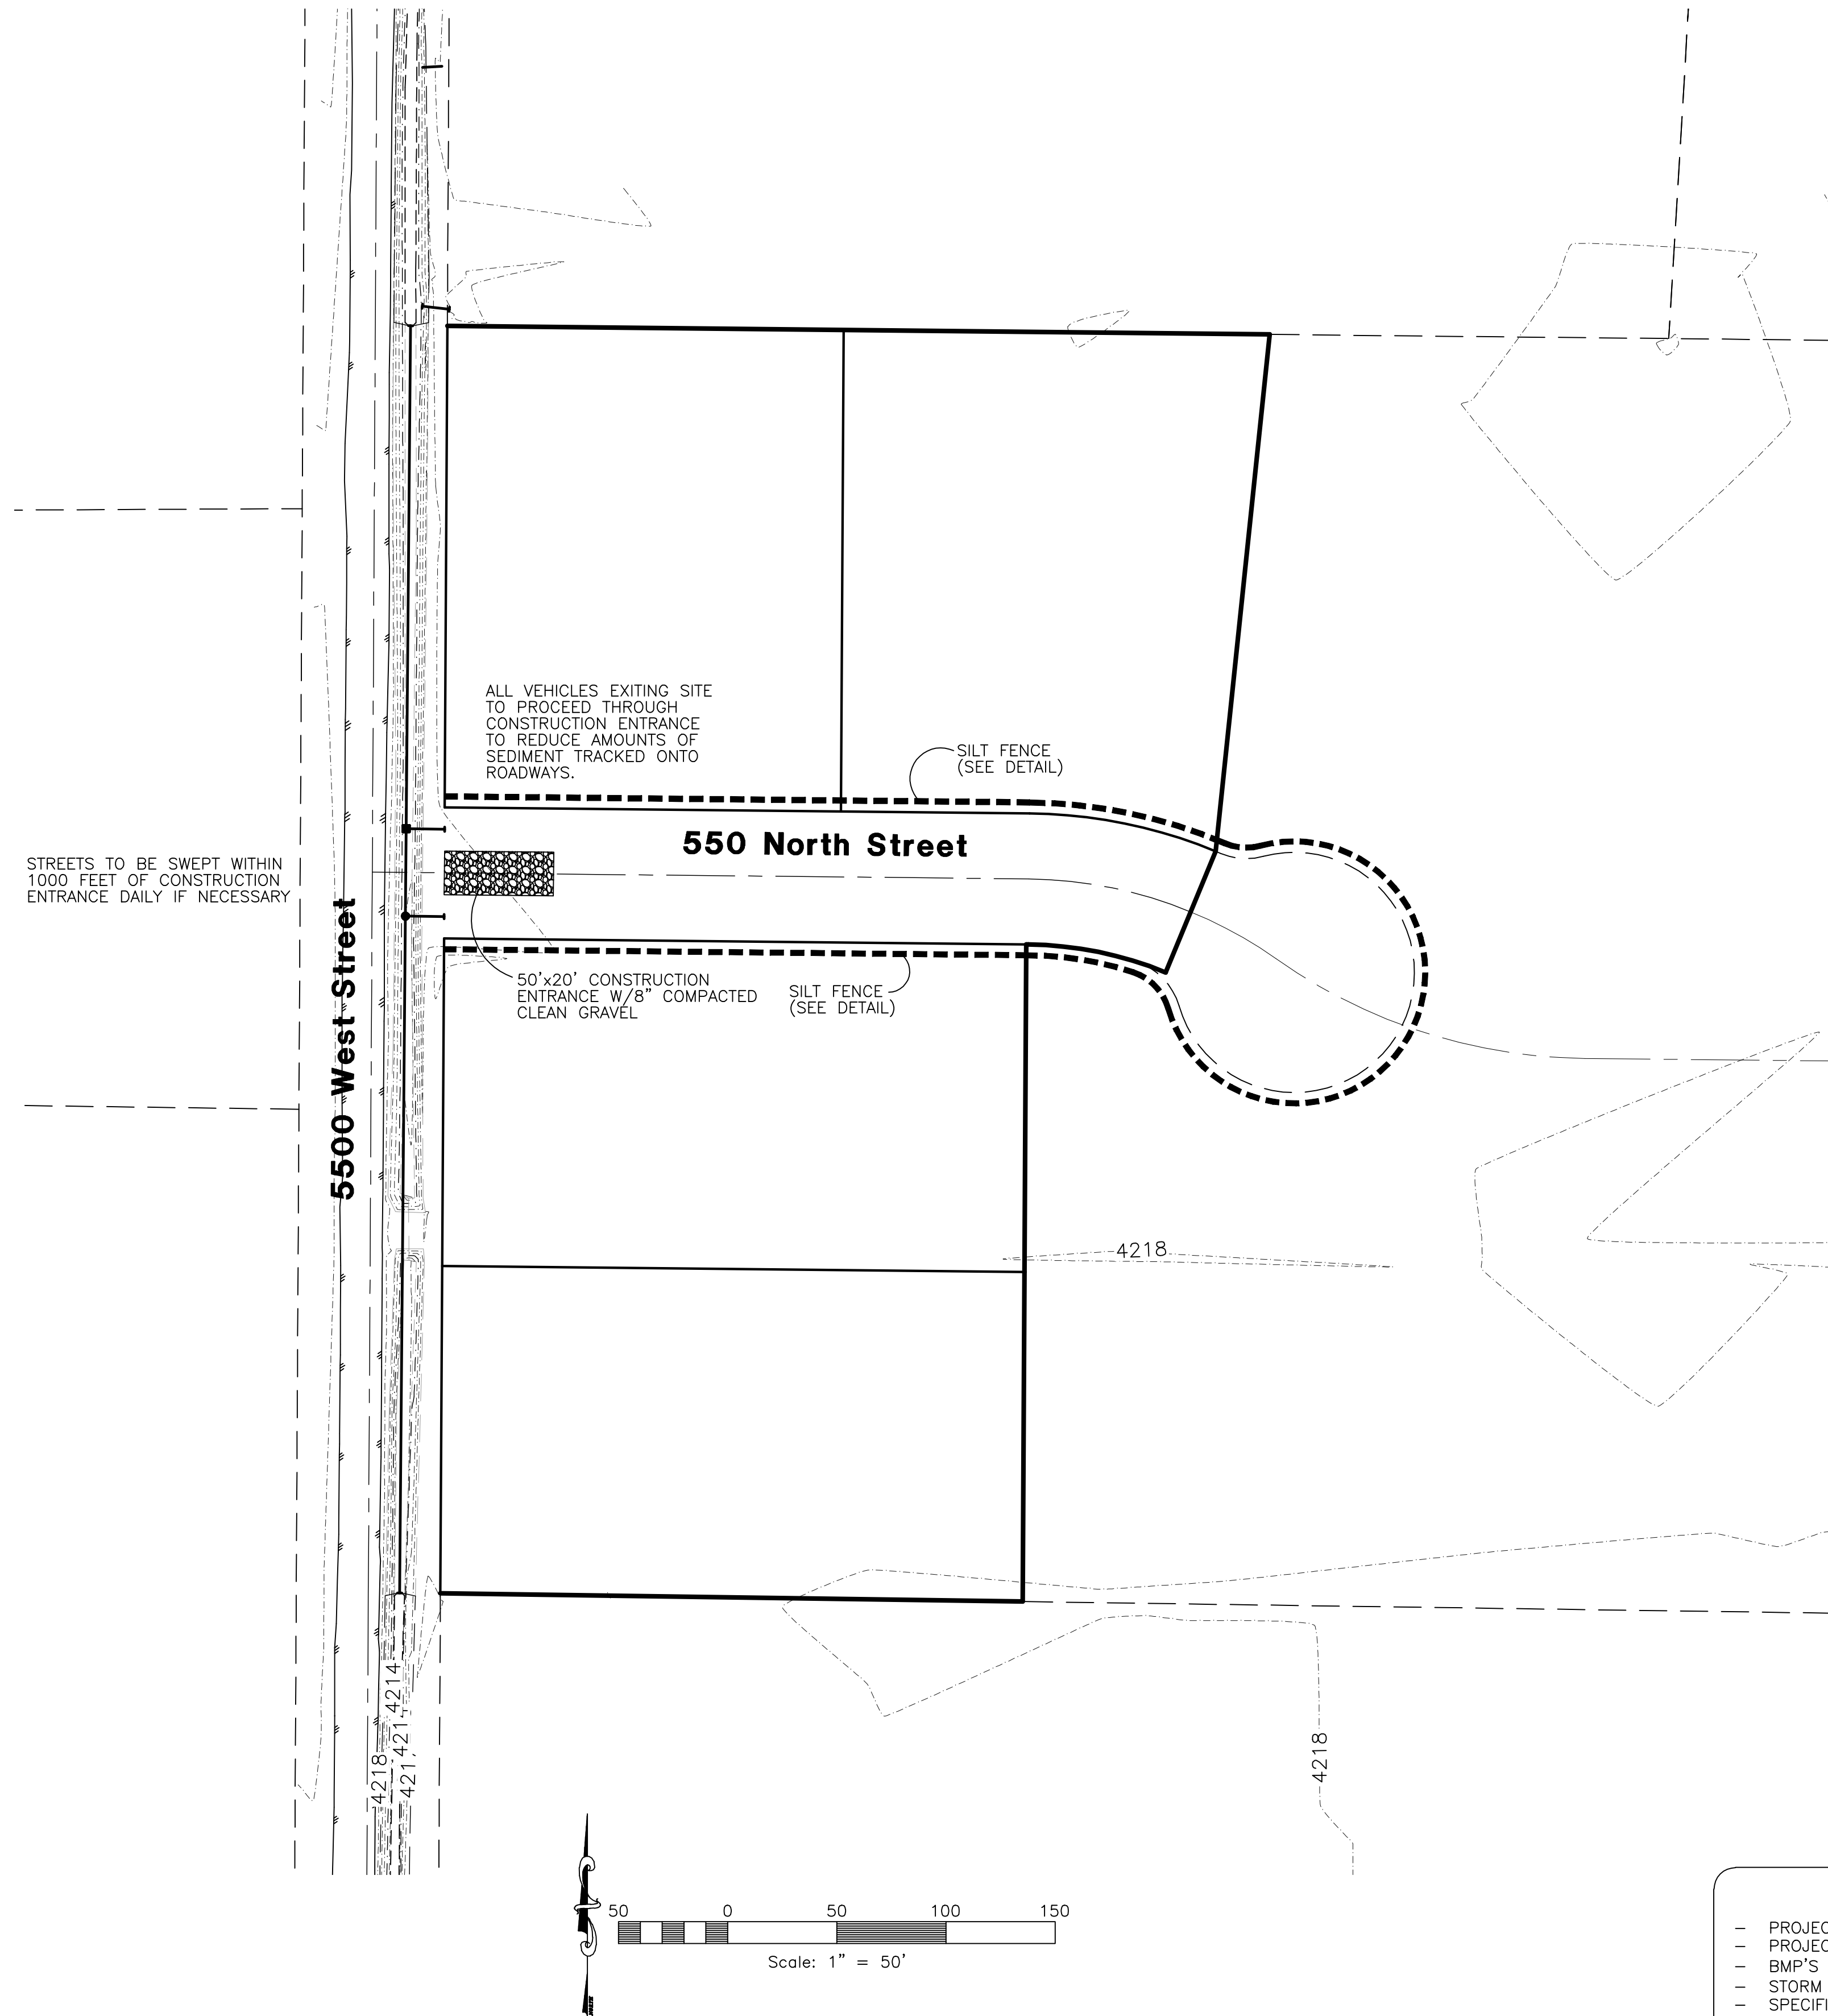 ALL VEHICLES EXITING SITE
TO PROCEED THROUGH
CONSTRUCTION ENTRANCE
TO REDUCE AMOUNTS OF
SEDIMENT TRACKED ONTO
ROADWAYS.
SILT FENCE
(SEE DETAIL)
550 North Street
STREETS TO BE SWEPT WITHIN
1000 FEET OF CONSTRUCTION
ENTRANCE DAILY IF NECESSARY
5500 West Street
50'x20' CONSTRUCTION
ENTRANCE W/8" COMPACTED
CLEAN GRAVEL
SILT FENCE
(SEE DETAIL)
4218
4214
4218
4218
50 0 50 100 150
Scale: 1" = 50'
- PROJEC
- PROJEC
- BMP'S
- STORM
- SPECIFI